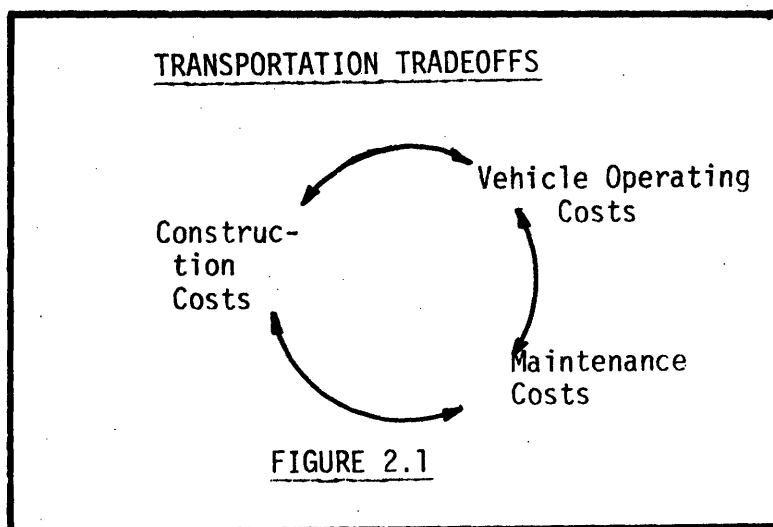 TRANSPORTATION TRADEOFFS
Vehicle Operating
Costs
Construc-
tion
Costs
Maintenance
Costs
FIGURE 2.1